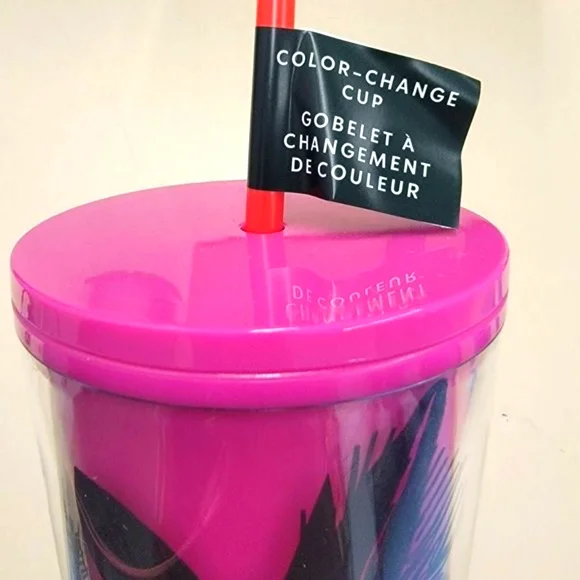 COLOR-CHANGE
CUP
GOBELET À
CHANGEMENT
DE COULEUR